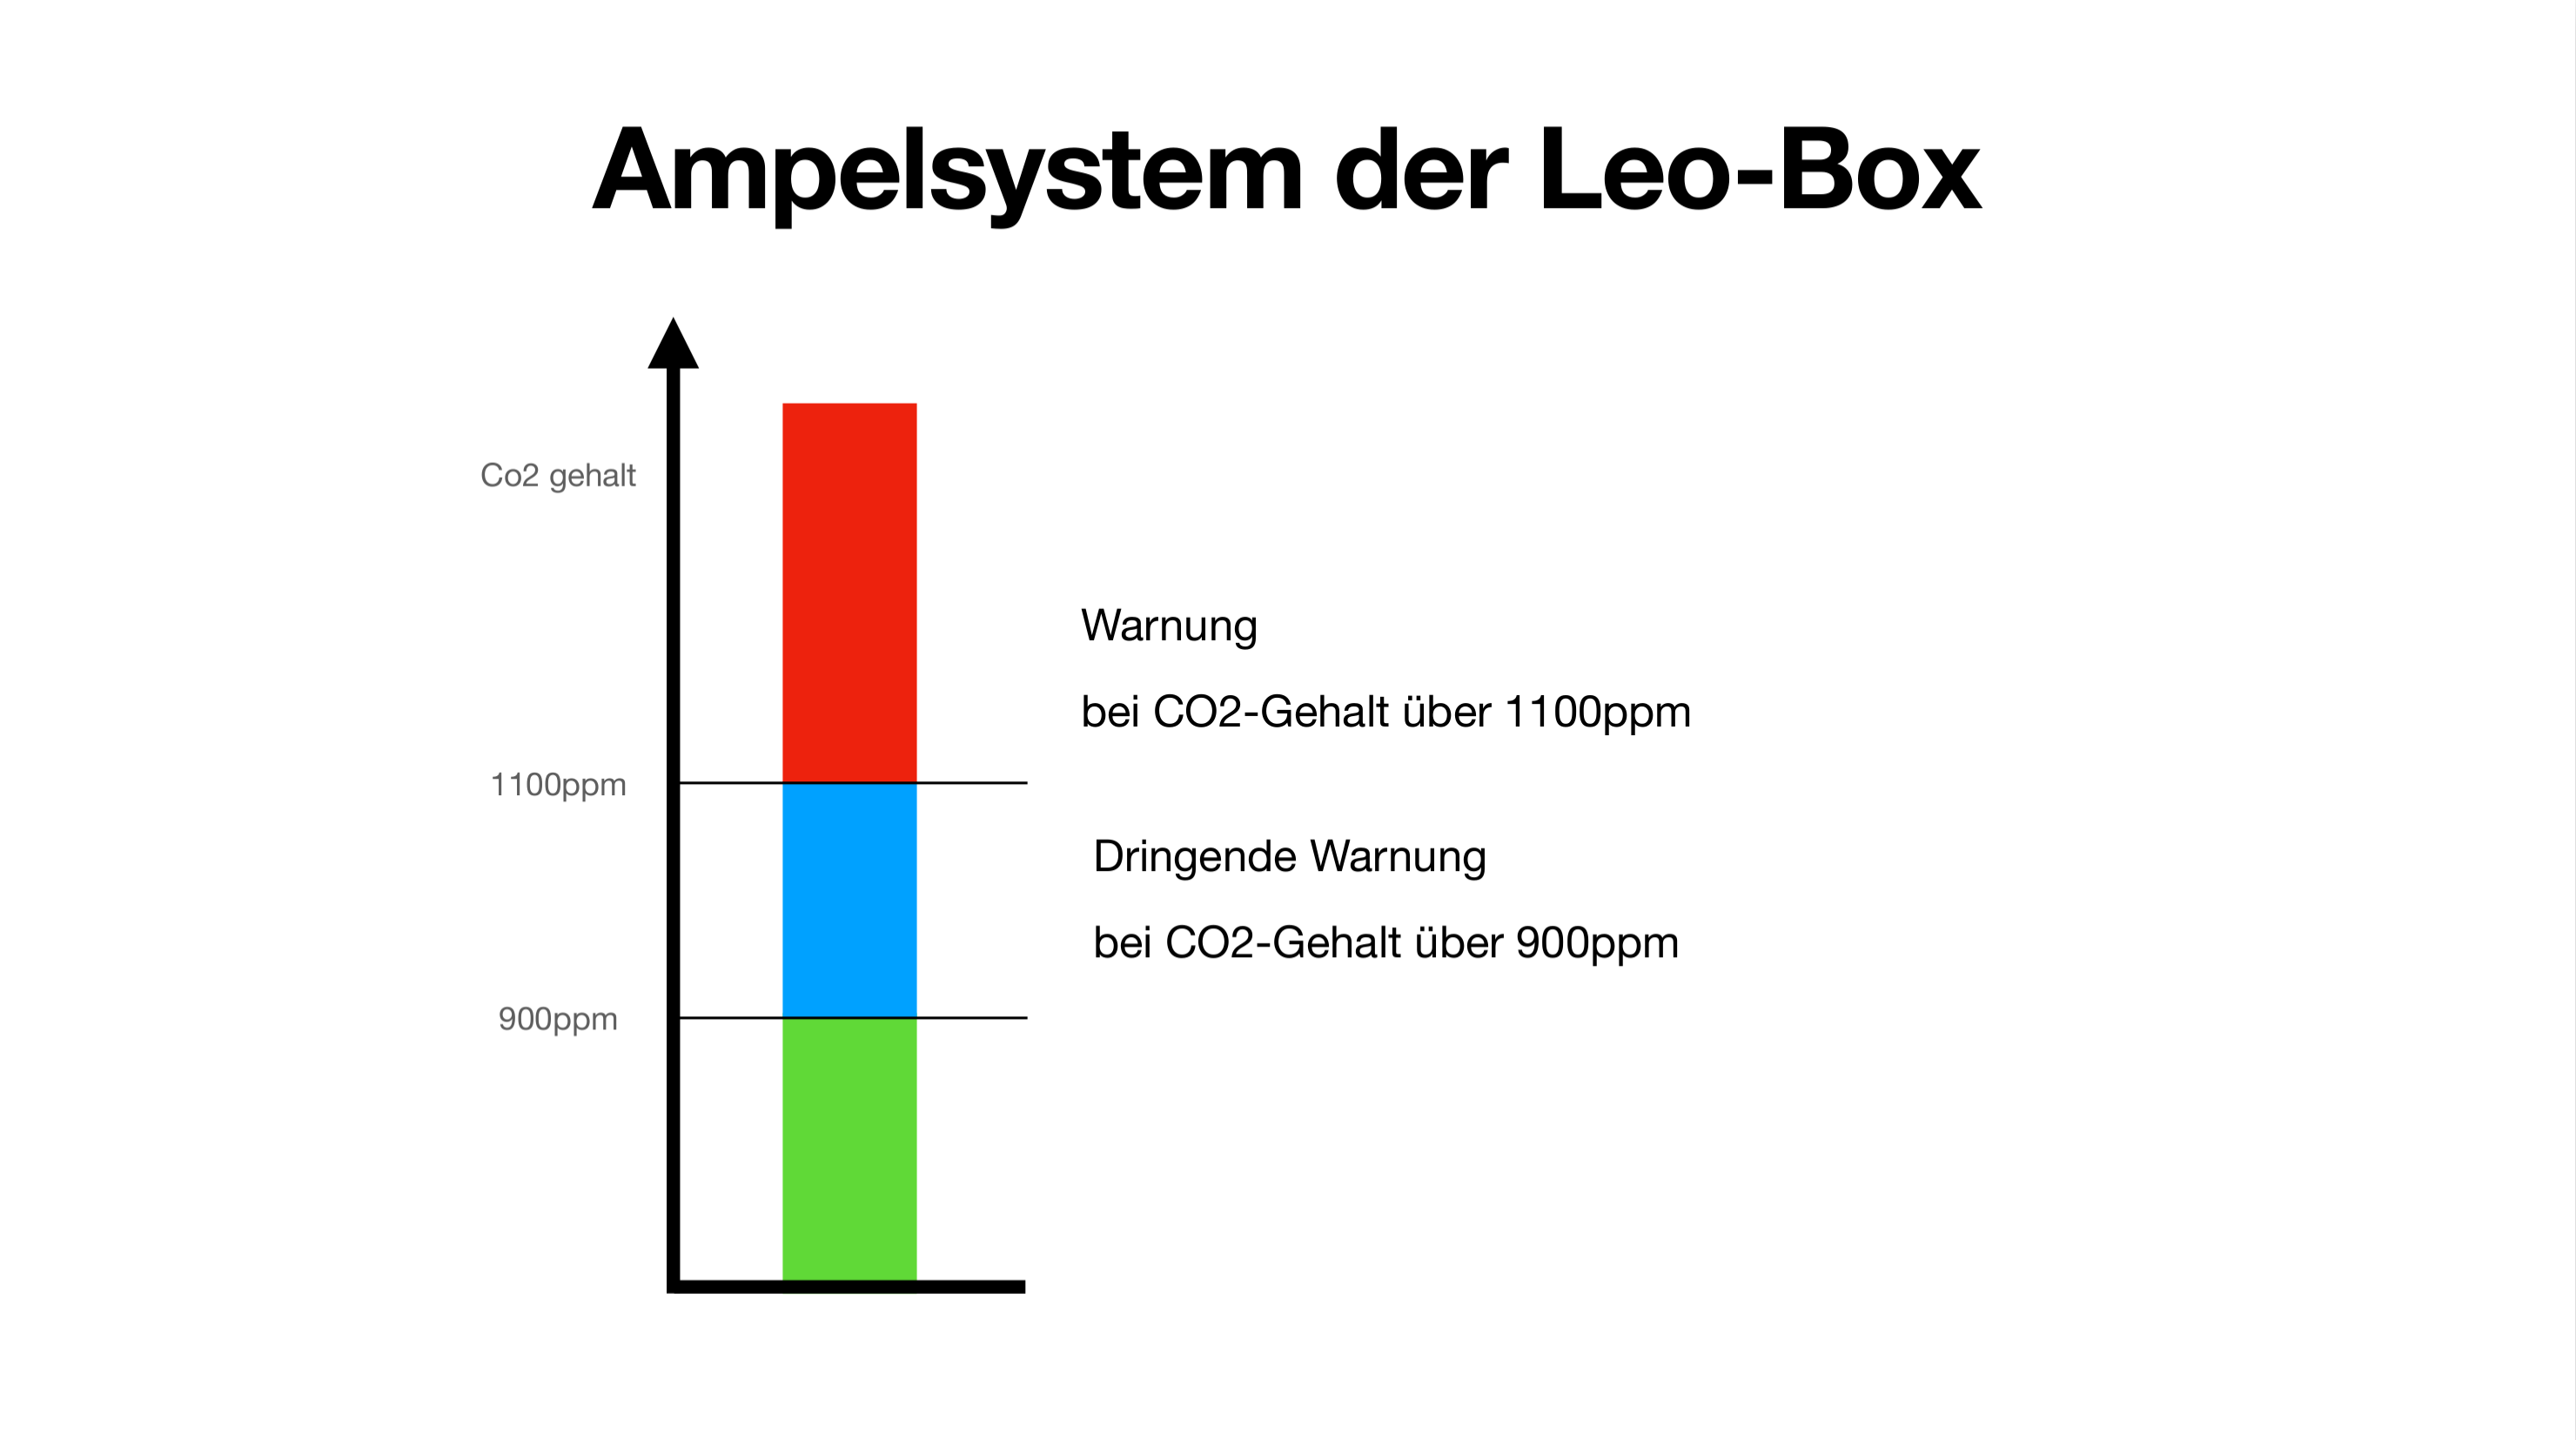 Ampelsystem der Leo-Box
Co2 gehalt
Warnung
bei CO2-Gehalt über 1100ppm
1100ppm
Dringende Warnung
bei CO2-Gehalt über 900ppm
900ppm